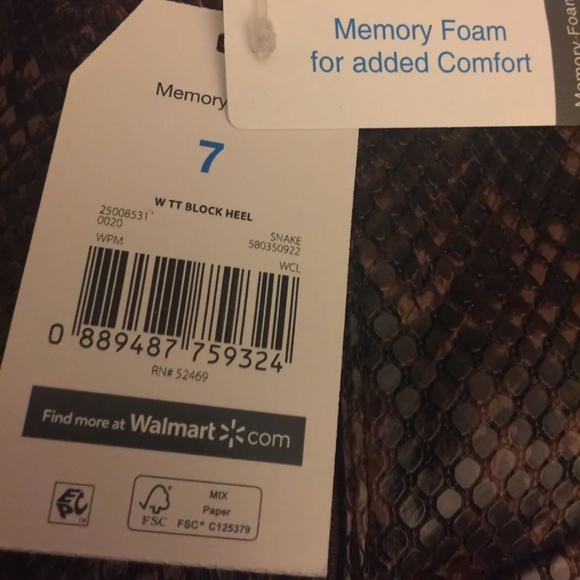 Memory Foam
for added Comfort
Memory Foam
Memory
7
W TT BLOCK HEEL
25008531
0020
SNAKE
580350922
WPM
WCL
0 889487 759324
RN# 52469
Find more at Walmart com
EPC
FSC
MIX
Paper
FSC® C125379